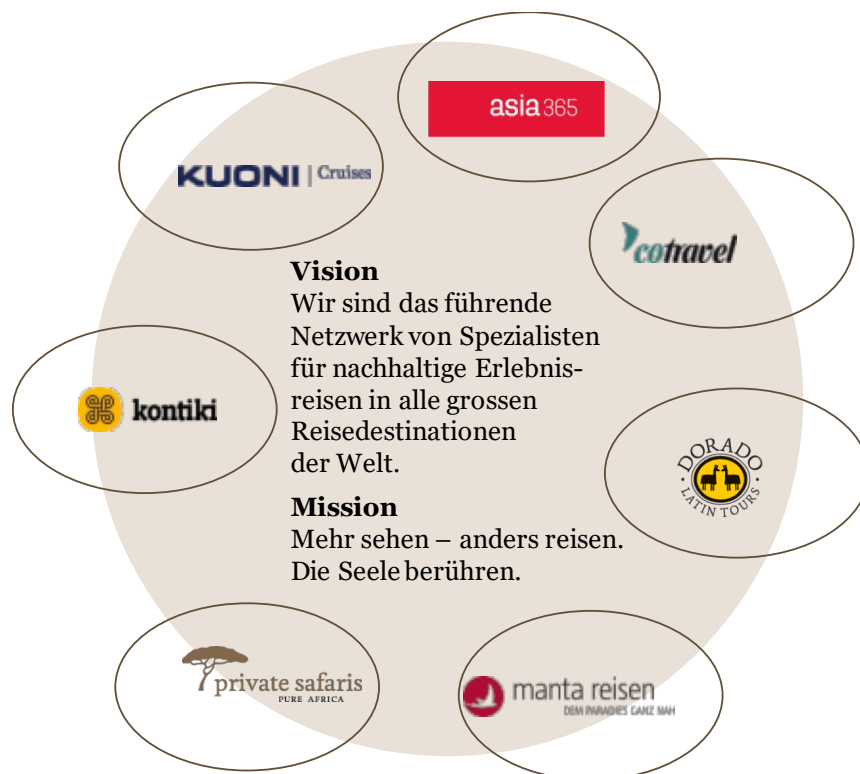 asia365
KUONI | Cruises
cotravel
Vision
Wir sind das führende
Netzwerk von Spezialisten
für nachhaltige Erlebnis-
reisen in alle grossen
Reisedestinationen
der Welt.
kontiki
DORADO
LATIN TOURS
Mission
Mehr sehen – anders reisen.
Die Seele berühren.
private safaris
PURE AFRICA
manta reisen
DEM PARADIES GANZ NAH